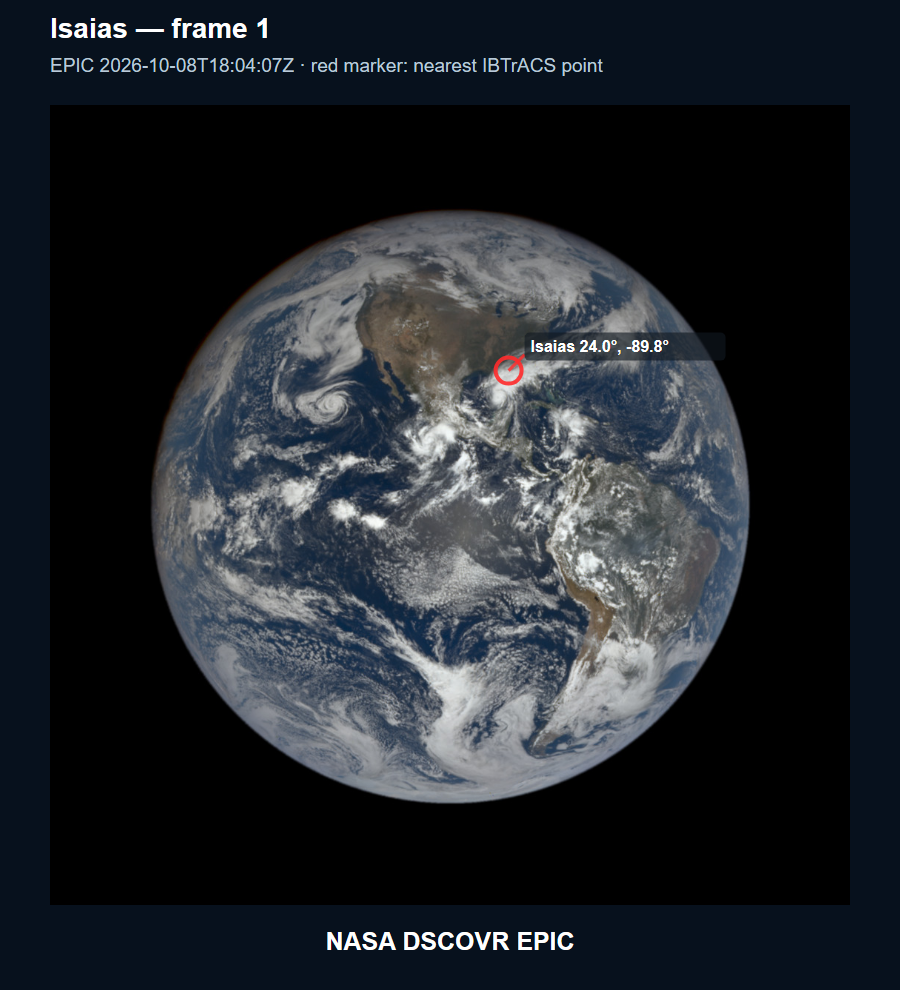 Isaias — frame 1
EPIC 2026-10-08T18:04:07Z · red marker: nearest IBTrACS point
Isaias 24.0°, -89.8°
NASA DSCOVR EPIC